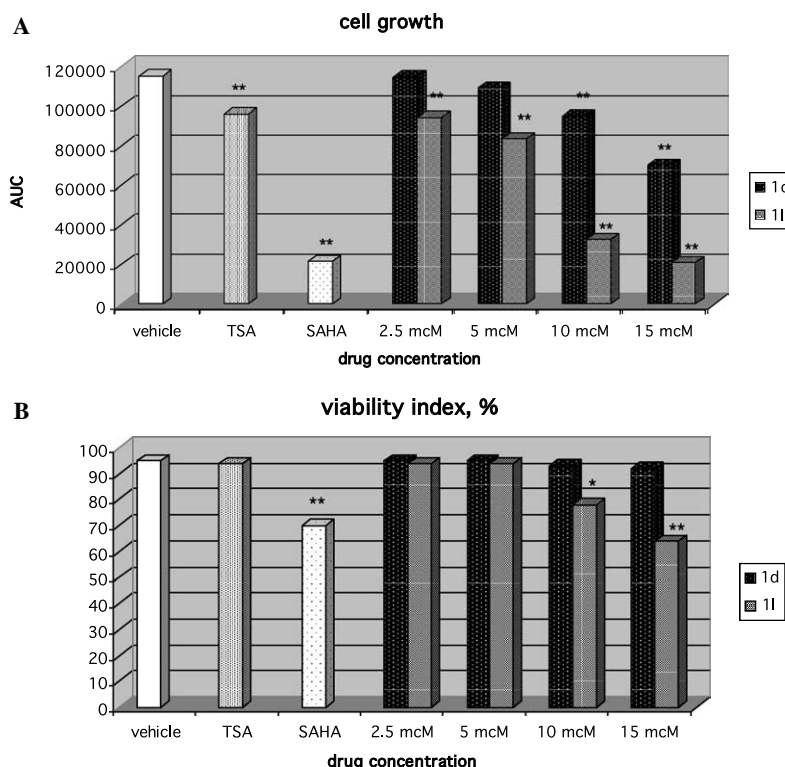 A
cell growth
120000
100000
80000
60000
40000
20000
0
AUC
**
**
**
**
**
**
**
**
vehicle TSA SAHA 2.5 mcM 5 mcM 10 mcM 15 mcM
drug concentration
1d
1l
B
viability index, %
100
90
80
70
60
50
40
30
20
10
0
**
*
**
vehicle TSA SAHA 2.5 mcM 5 mcM 10 mcM 15 mcM
drug concentration
1d
1l